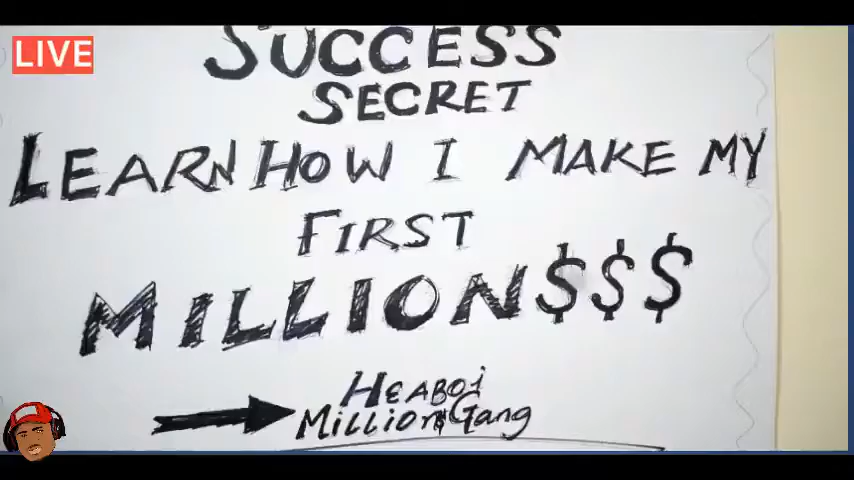 LIVE
SUCCESS
SECRET
LEARN HOW I MAKE MY
FIRST
MILLION$$$
HEABOi
Million$Gang